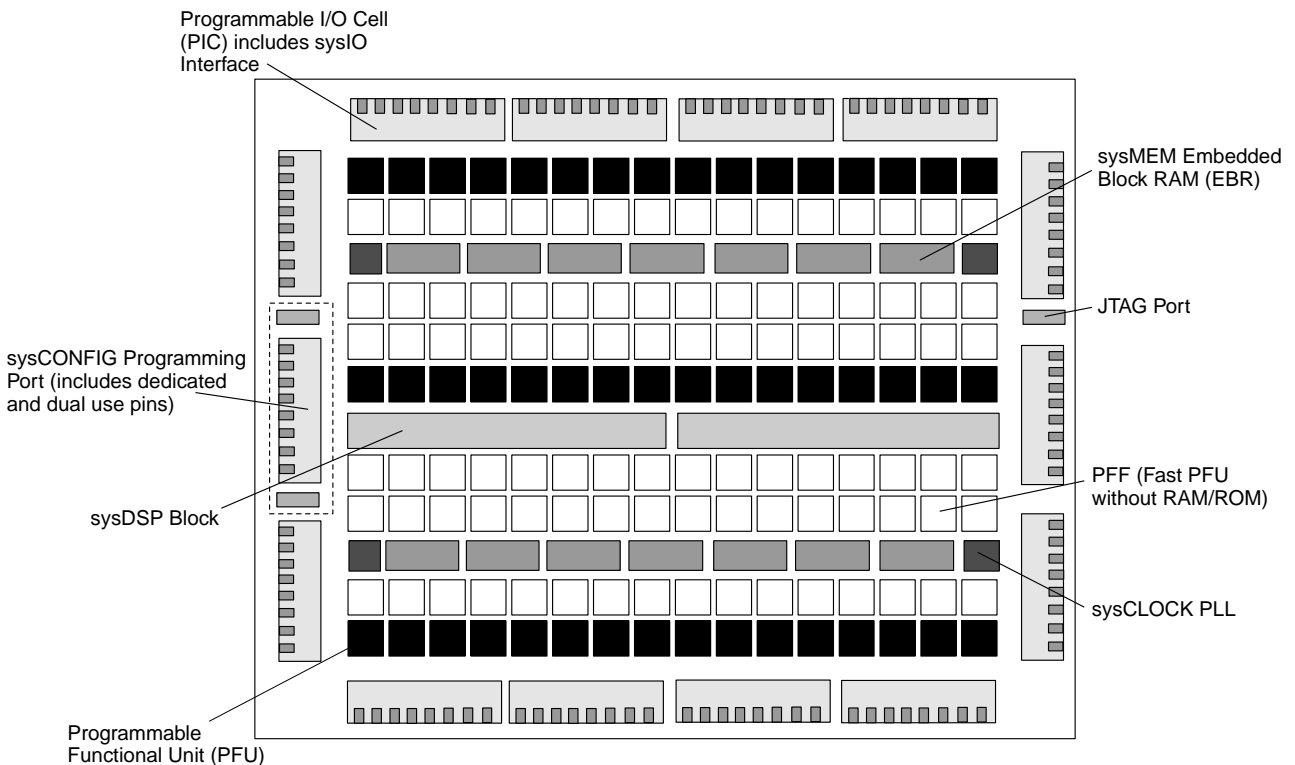 Programmable I/O Cell
(PIC) includes sysIO
Interface
sysMEM Embedded
Block RAM (EBR)
JTAG Port
sysCONFIG Programming
Port (includes dedicated
and dual use pins)
PFF (Fast PFU
without RAM/ROM)
sysDSP Block
sysCLOCK PLL
Programmable
Functional Unit (PFU)